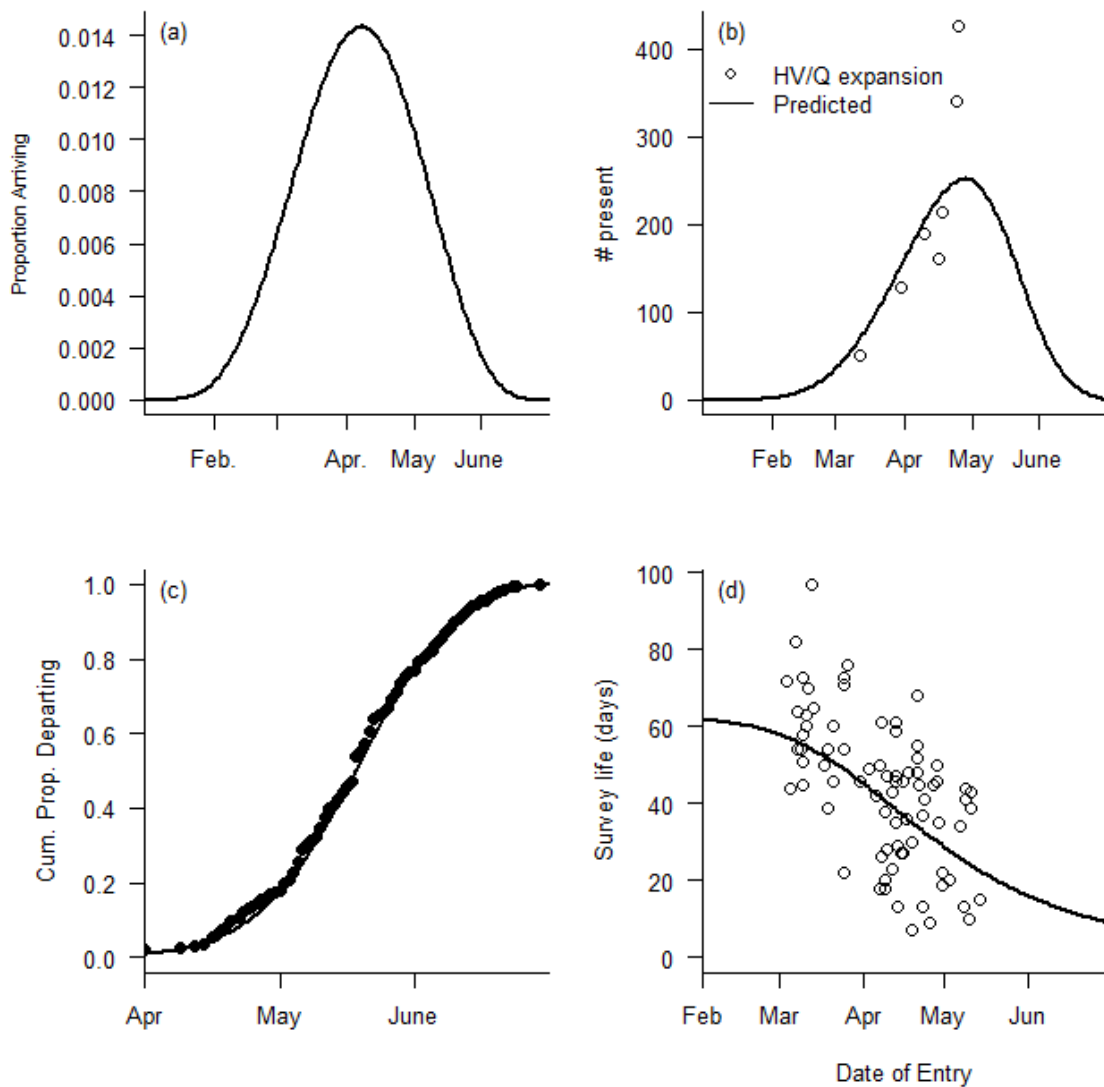 (a)
Proportion Arriving
0.014
0.012
0.010
0.008
0.006
0.004
0.002
0.000
Feb. Apr. May June
(b)
HV/Q expansion
Predicted
# present
400
300
200
100
0
Feb Mar Apr May June
(c)
Cum. Prop. Departing
1.0
0.8
0.6
0.4
0.2
0.0
Apr May June
(d)
Survey life (days)
100
80
60
40
20
0
Feb Mar Apr May Jun
Date of Entry